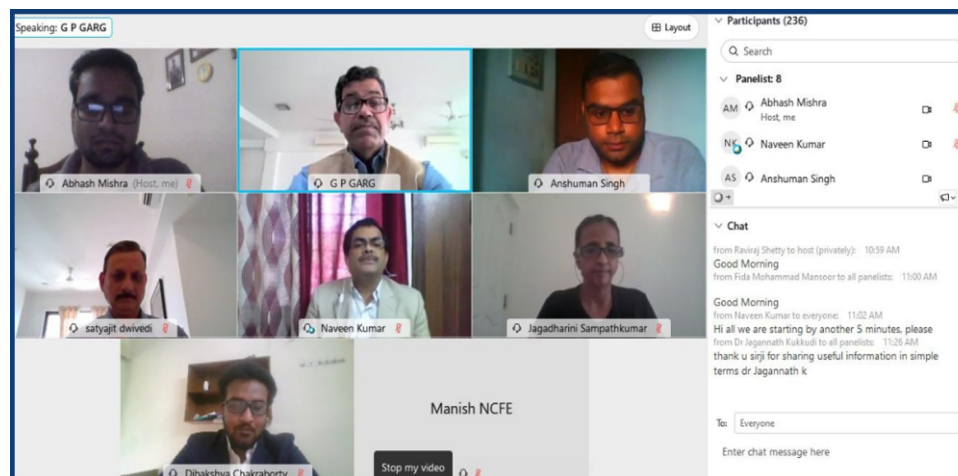 Speaking: G P GARG
Layout
Abhash Mishra (Host, me)
G P GARG
Anshuman Singh
satyajit dwivedi
Naveen Kumar
Jagadharini Sampathkumar
Dibakshya Chakraborty
Manish NCFE
Stop my video
Participants (236)
Search
Panelist: 8
AM Abhash Mishra
Host, me
NK Naveen Kumar
AS Anshuman Singh
Chat
from Raviraj Shetty to host (privately): 10:59 AM
Good Morning
from Fida Mohammad Mansoor to all panelists: 11:00 AM
Good Morning
from Naveen Kumar to everyone: 11:02 AM
Hi all we are starting by another 5 minutes, please
from Dr Jagannath Kukkudi to all panelists: 11:26 AM
thank u sirji for sharing useful information in simple
terms dr Jagannath k
To: Everyone
Enter chat message here